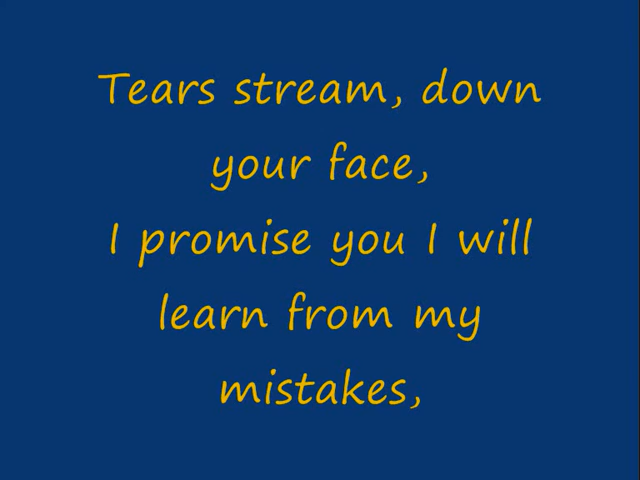 Tears stream, down
your face,
I promise you I will
learn from my
mistakes,